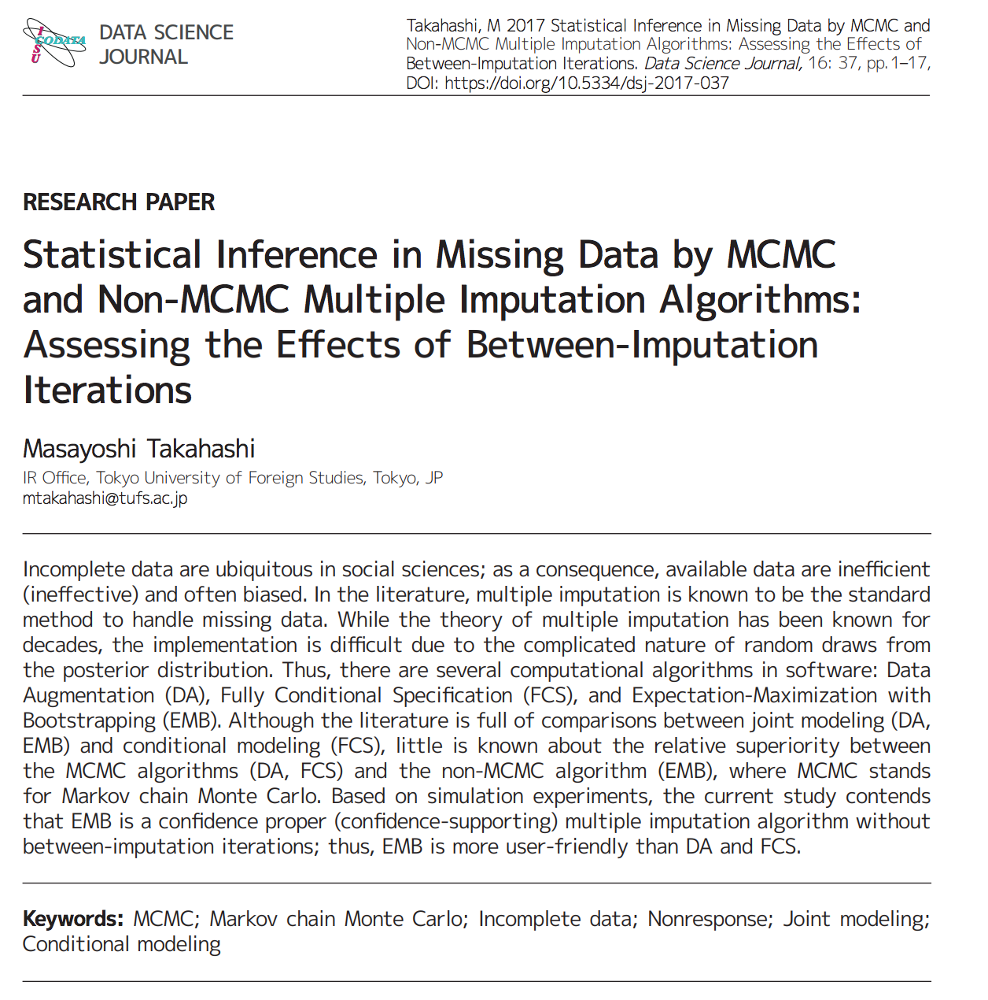 ICSU
CODATA
DATA SCIENCE
JOURNAL
Takahashi, M 2017 Statistical Inference in Missing Data by MCMC and
Non-MCMC Multiple Imputation Algorithms: Assessing the Effects of
Between-Imputation Iterations. Data Science Journal, 16: 37, pp. 1–17,
DOI: https://doi.org/10.5334/dsj-2017-037
RESEARCH PAPER
Statistical Inference in Missing Data by MCMC
and Non-MCMC Multiple Imputation Algorithms:
Assessing the Effects of Between-Imputation
Iterations
Masayoshi Takahashi
IR Office, Tokyo University of Foreign Studies, Tokyo, JP
mtakahashi@tufs.ac.jp
Incomplete data are ubiquitous in social sciences; as a consequence, available data are inefficient
(ineffective) and often biased. In the literature, multiple imputation is known to be the standard
method to handle missing data. While the theory of multiple imputation has been known for
decades, the implementation is difficult due to the complicated nature of random draws from
the posterior distribution. Thus, there are several computational algorithms in software: Data
Augmentation (DA), Fully Conditional Specification (FCS), and Expectation-Maximization with
Bootstrapping (EMB). Although the literature is full of comparisons between joint modeling (DA,
EMB) and conditional modeling (FCS), little is known about the relative superiority between
the MCMC algorithms (DA, FCS) and the non-MCMC algorithm (EMB), where MCMC stands
for Markov chain Monte Carlo. Based on simulation experiments, the current study contends
that EMB is a confidence proper (confidence-supporting) multiple imputation algorithm without
between-imputation iterations; thus, EMB is more user-friendly than DA and FCS.
Keywords: MCMC; Markov chain Monte Carlo; Incomplete data; Nonresponse; Joint modeling;
Conditional modeling